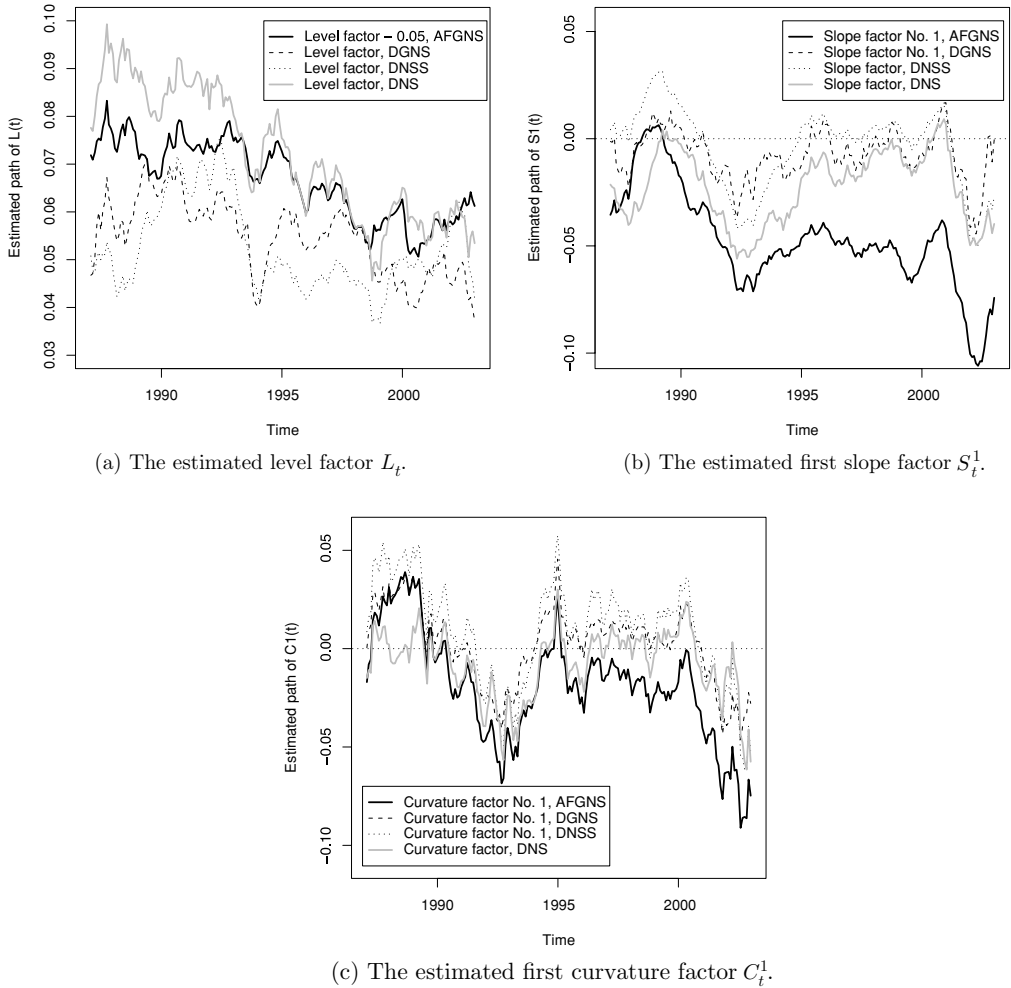 Estimated path of L(t)
0.10
0.09
0.08
0.07
0.06
0.05
0.04
0.03
Level factor − 0.05, AFGNS
Level factor, DGNS
Level factor, DNSS
Level factor, DNS
1990
1995
2000
Time
(a) The estimated level factor L_t.
Estimated path of S1(t)
0.05
0.00
−0.05
−0.10
Slope factor No. 1, AFGNS
Slope factor No. 1, DGNS
Slope factor, DNSS
Slope factor, DNS
1990
1995
2000
Time
(b) The estimated first slope factor S_t^1.
Estimated path of C1(t)
0.05
0.00
−0.05
−0.10
Curvature factor No. 1, AFGNS
Curvature factor No. 1, DGNS
Curvature factor No. 1, DNSS
Curvature factor, DNS
1990
1995
2000
Time
(c) The estimated first curvature factor C_t^1.